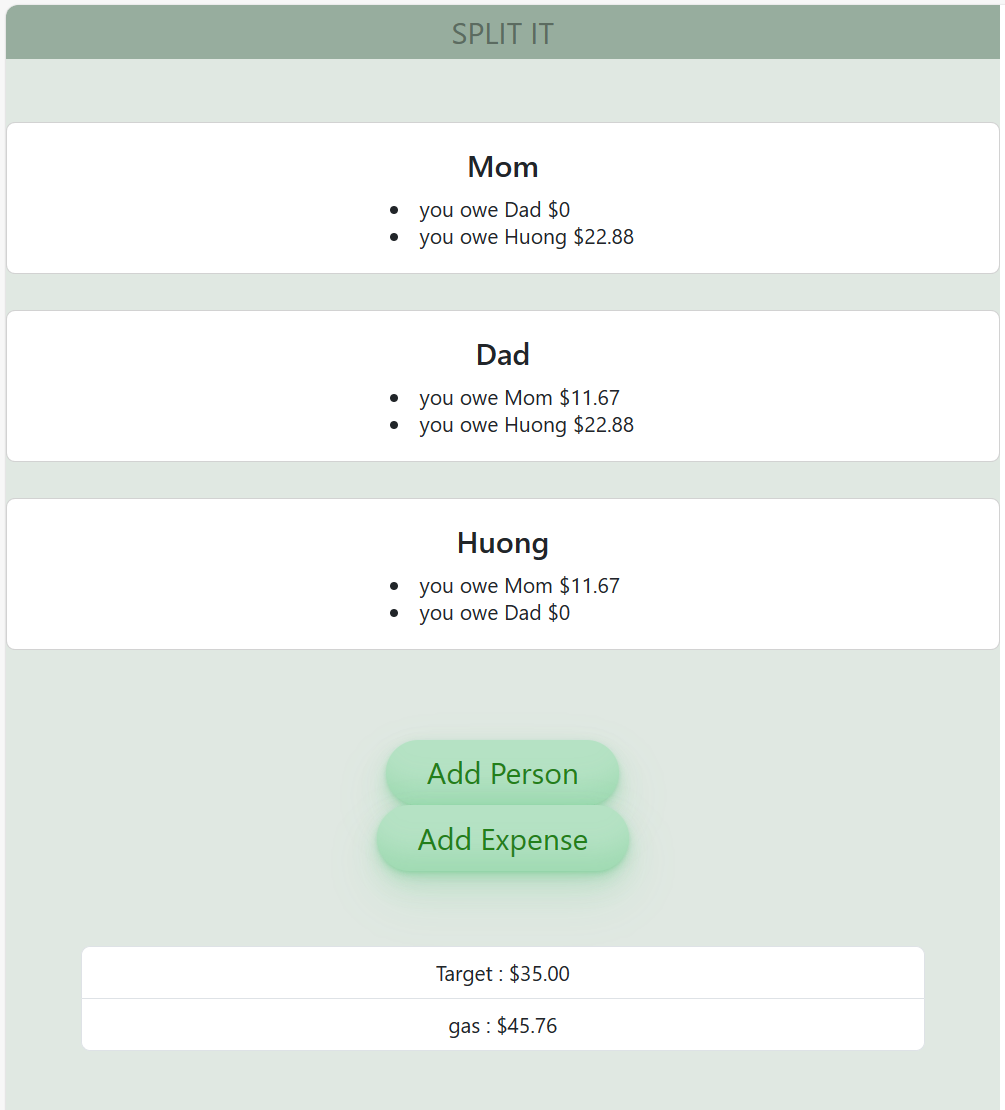 SPLIT IT
Mom
• you owe Dad $0
• you owe Huong $22.88
Dad
• you owe Mom $11.67
• you owe Huong $22.88
Huong
• you owe Mom $11.67
• you owe Dad $0
Add Person
Add Expense
Target : $35.00
gas : $45.76